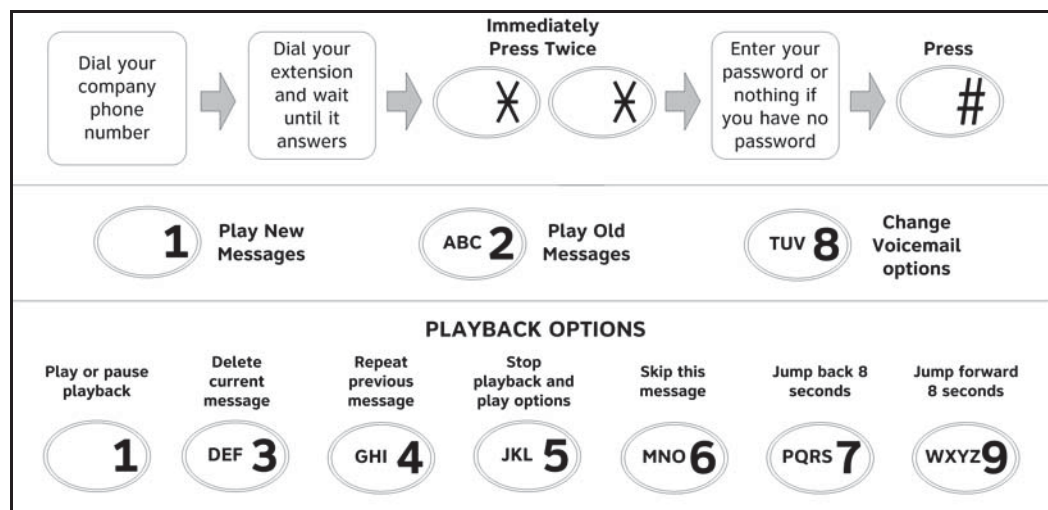 Dial your
company
phone
number
Dial your
extension
and wait
until it
answers
Immediately
Press Twice
* *
Enter your
password or
nothing if
you have no
password
Press
#
1
Play New
Messages
ABC 2
Play Old
Messages
TUV 8
Change
Voicemail
options
PLAYBACK OPTIONS
Play or pause
playback
1
Delete
current
message
DEF 3
Repeat
previous
message
GHI 4
Stop
playback and
play options
JKL 5
Skip this
message
MNO 6
Jump back 8
seconds
PQRS 7
Jump forward
8 seconds
WXYZ 9